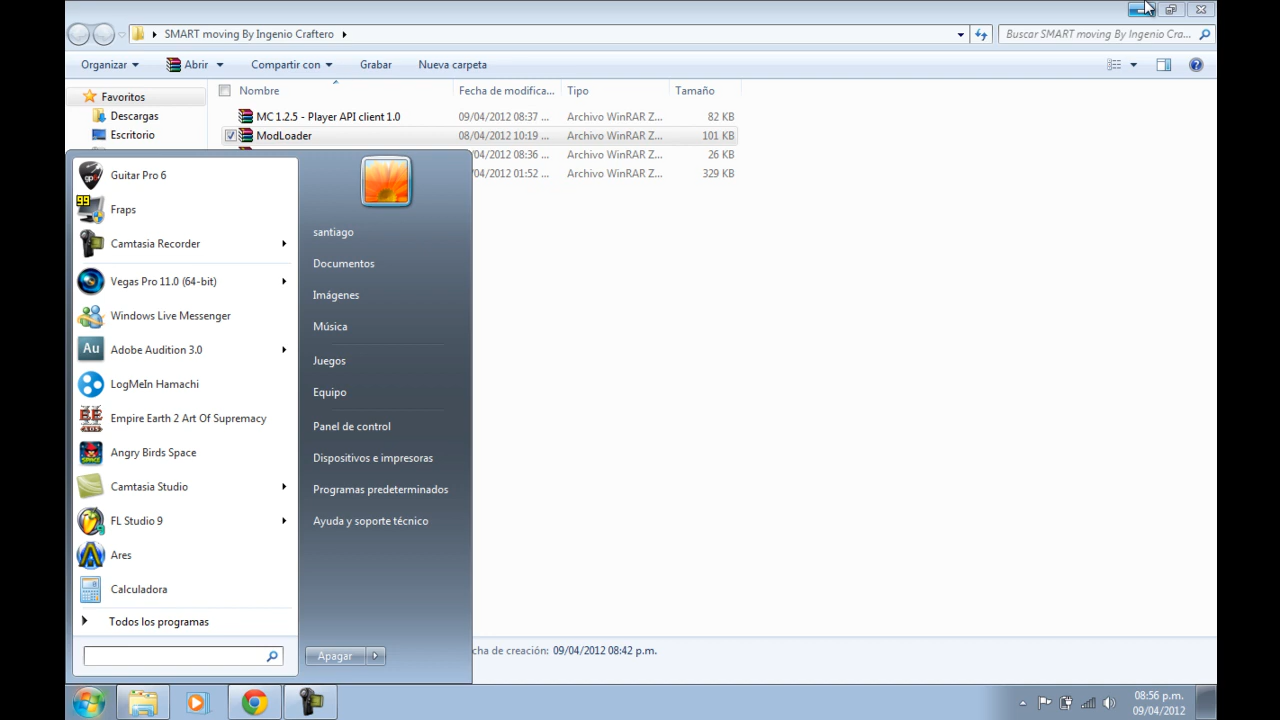 SMART moving By Ingenio Craftero
Buscar SMART moving By Ingenio Cra...
Organizar
Abrir
Compartir con
Grabar
Nueva carpeta
Favoritos
Descargas
Escritorio
Nombre
Fecha de modifica...
Tipo
Tamaño
MC 1.2.5 - Player API client 1.0
09/04/2012 08:37 ...
Archivo WinRAR Z...
82 KB
ModLoader
08/04/2012 10:19 ...
Archivo WinRAR Z...
101 KB
/04/2012 08:36 ...
Archivo WinRAR Z...
26 KB
/04/2012 01:52 ...
Archivo WinRAR Z...
329 KB
Guitar Pro 6
99
Fraps
Camtasia Recorder
Vegas Pro 11.0 (64-bit)
Windows Live Messenger
Au
Adobe Audition 3.0
LogMeIn Hamachi
Empire Earth 2 Art Of Supremacy
Angry Birds Space
Camtasia Studio
FL Studio 9
Ares
Calculadora
Todos los programas
santiago
Documentos
Imágenes
Música
Juegos
Equipo
Panel de control
Dispositivos e impresoras
Programas predeterminados
Ayuda y soporte técnico
Apagar
cha de creación: 09/04/2012 08:42 p.m.
08:56 p.m.
09/04/2012